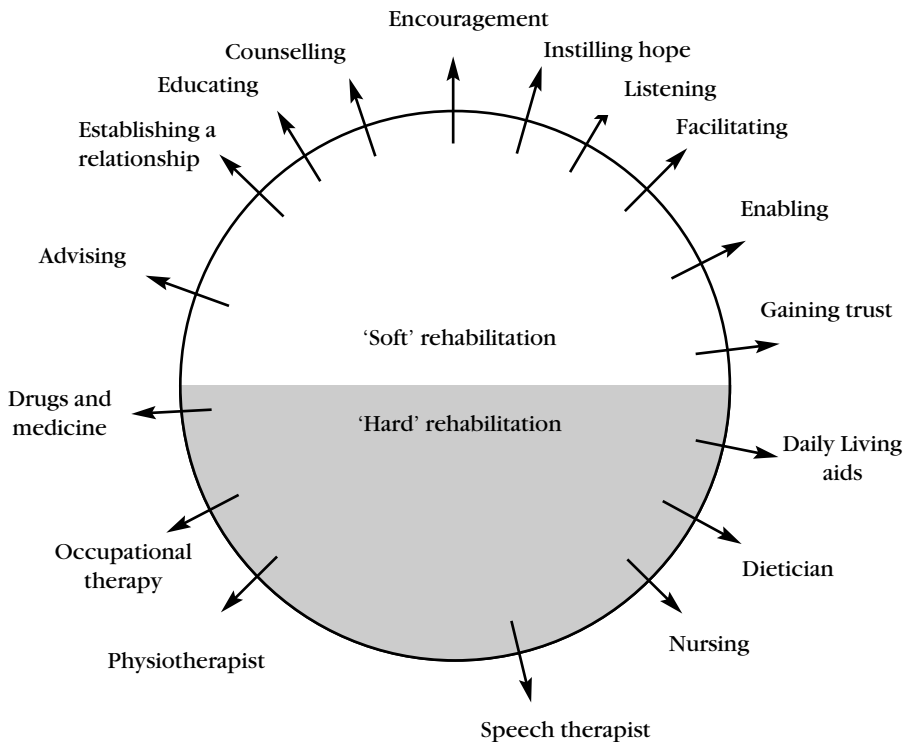 Encouragement
Counselling
Instilling hope
Educating
Listening
Establishing a
relationship
Facilitating
Enabling
Advising
Gaining trust
‘Soft’ rehabilitation
Drugs and
medicine
‘Hard’ rehabilitation
Daily Living
aids
Occupational
therapy
Dietician
Nursing
Physiotherapist
Speech therapist